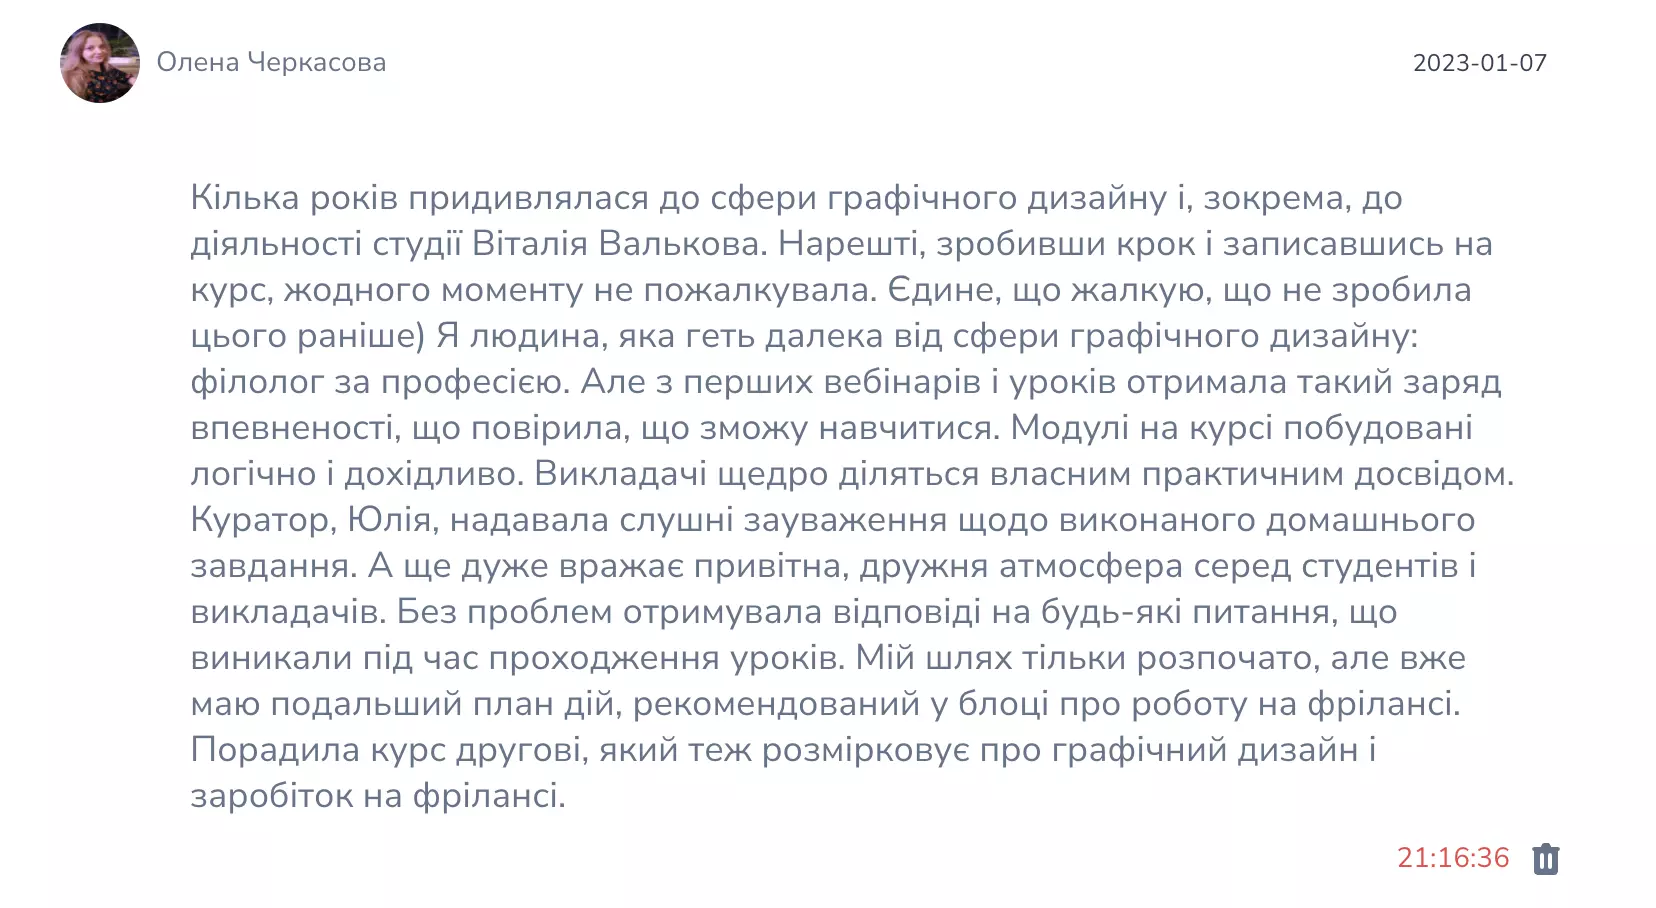 Олена Черкасова
2023-01-07
Кілька років придивлялася до сфери графічного дизайну і, зокрема, до
діяльності студії Віталія Валькова. Нарешті, зробивши крок і записавшись на
курс, жодного моменту не пожалкувала. Єдине, що жалкую, що не зробила
цього раніше) Я людина, яка геть далека від сфери графічного дизайну:
філолог за професією. Але з перших вебінарів і уроків отримала такий заряд
впевненості, що повірила, що зможу навчитися. Модулі на курсі побудовані
логічно і дохідливо. Викладачі щедро діляться власним практичним досвідом.
Куратор, Юлія, надавала слушні зауваження щодо виконаного домашнього
завдання. А ще дуже вражає привітна, дружня атмосфера серед студентів і
викладачів. Без проблем отримувала відповіді на будь-які питання, що
виникали під час проходження уроків. Мій шлях тільки розпочато, але вже
маю подальший план дій, рекомендований у блоці про роботу на фрілансі.
Порадила курс другові, який теж розмірковує про графічний дизайн і
заробіток на фрілансі.
21:16:36